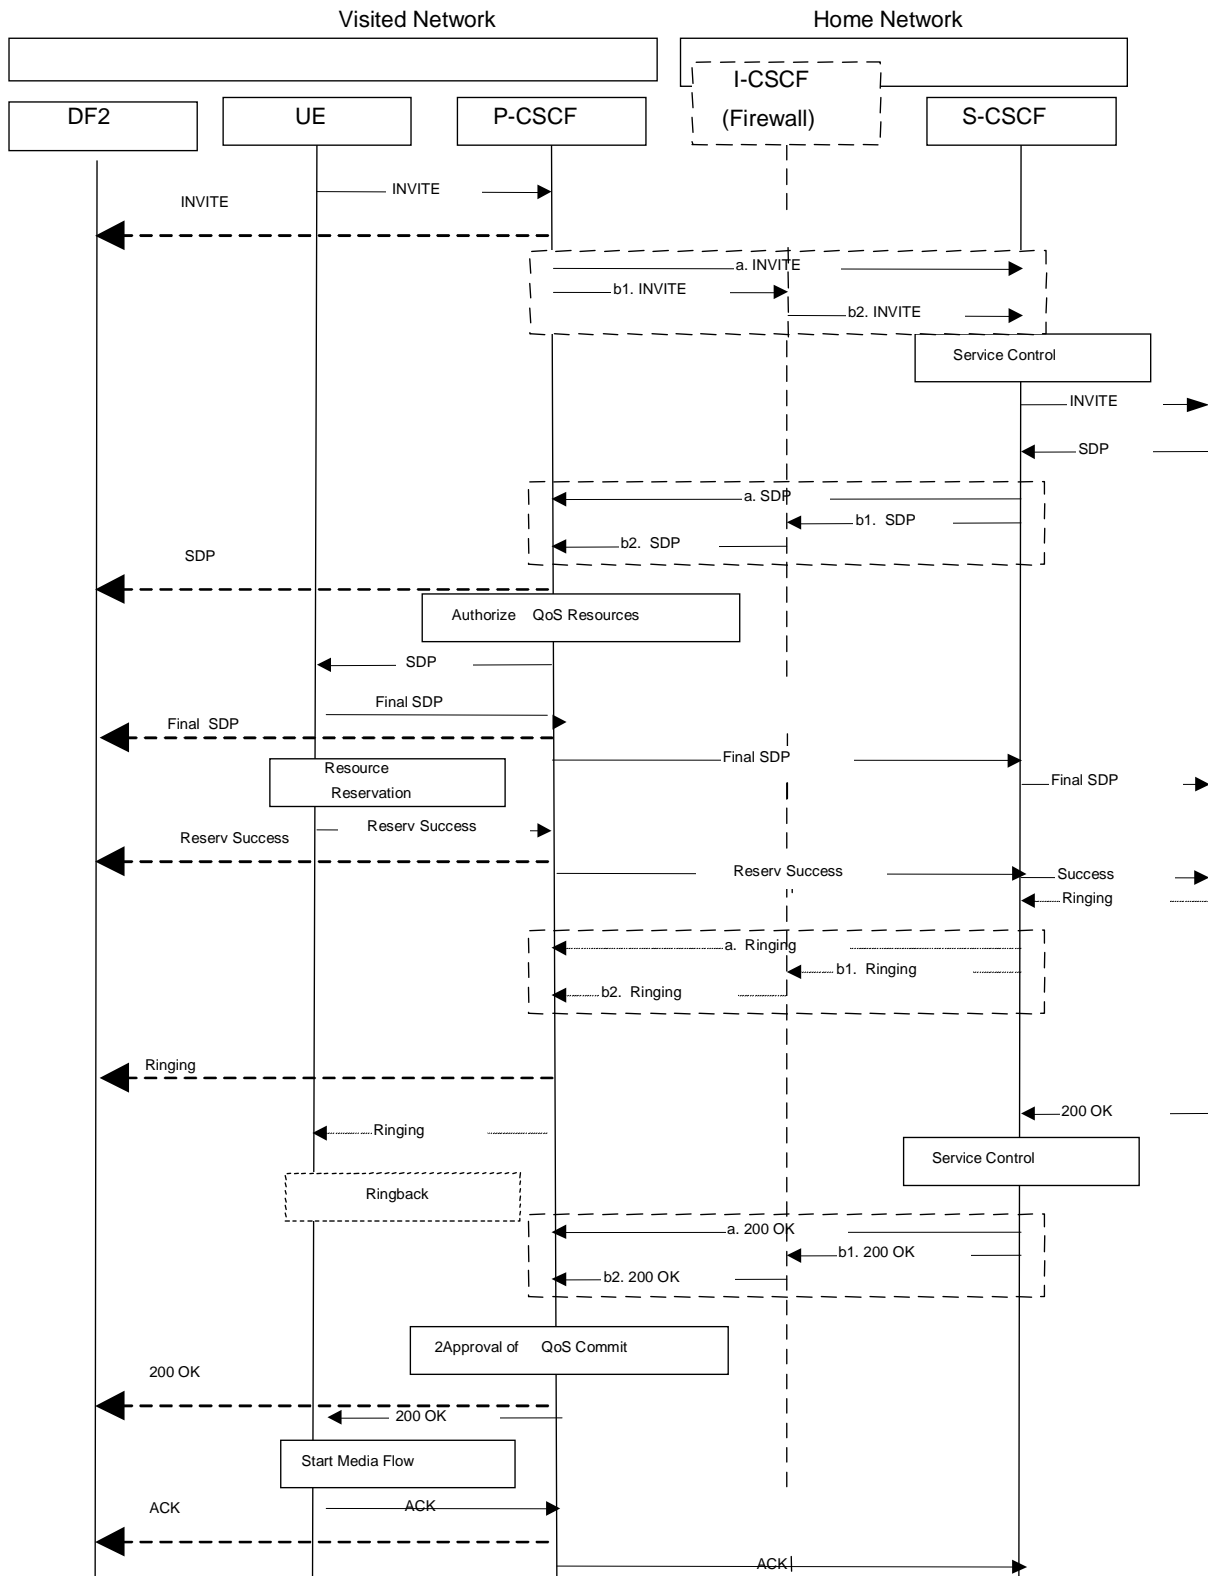 Visited Network
Home Network
I-CSCF
(Firewall)
DF2
UE
P-CSCF
S-CSCF
INVITE
INVITE
a. INVITE
b1. INVITE
b2. INVITE
Service Control
INVITE
SDP
a. SDP
b1. SDP
b2. SDP
SDP
Authorize QoS Resources
SDP
Final SDP
Final SDP
Final SDP
Resource
Reservation
Final SDP
Reserv Success
Reserv Success
Reserv Success
Success
Ringing
a. Ringing
b1. Ringing
b2. Ringing
Ringing
200 OK
Ringing
Service Control
Ringback
a. 200 OK
b1. 200 OK
b2. 200 OK
2Approval of QoS Commit
200 OK
200 OK
Start Media Flow
ACK
ACK
ACK